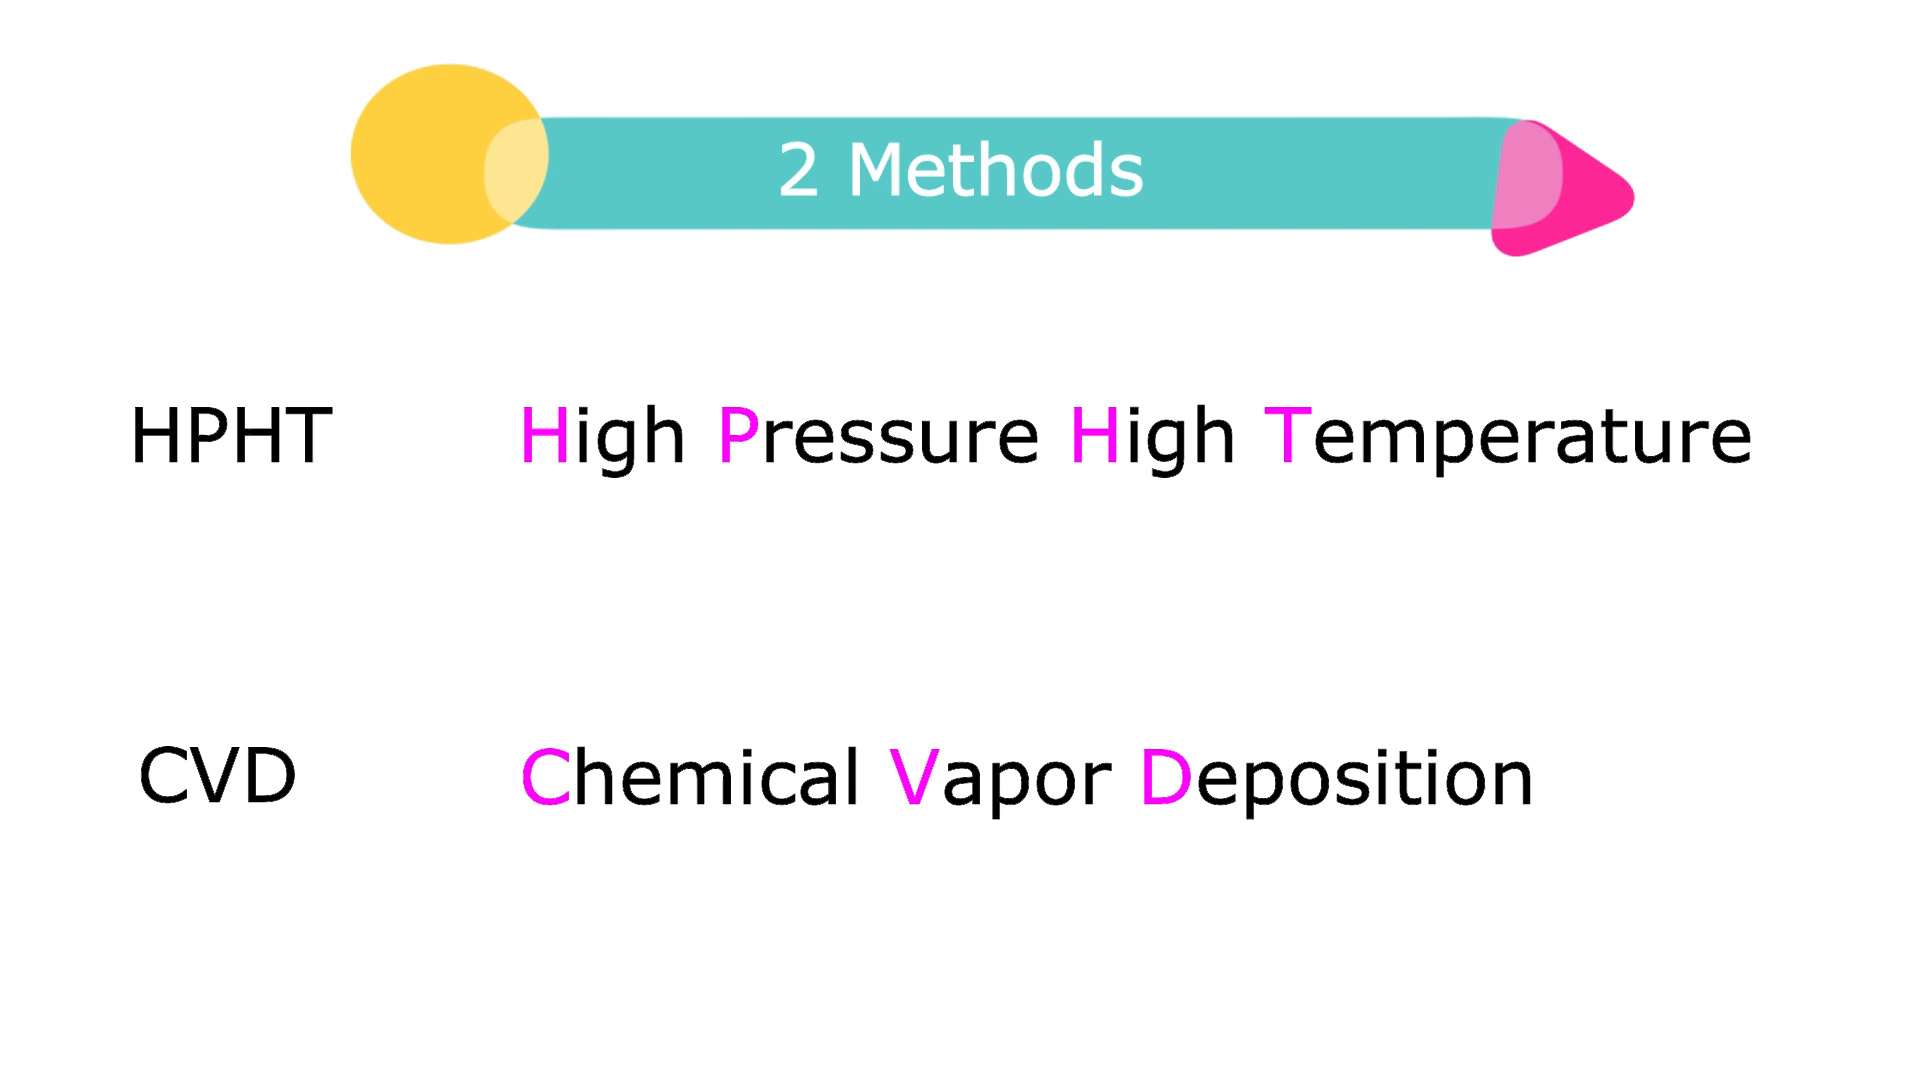 2 Methods
HPHT High Pressure High Temperature
CVD Chemical Vapor Deposition